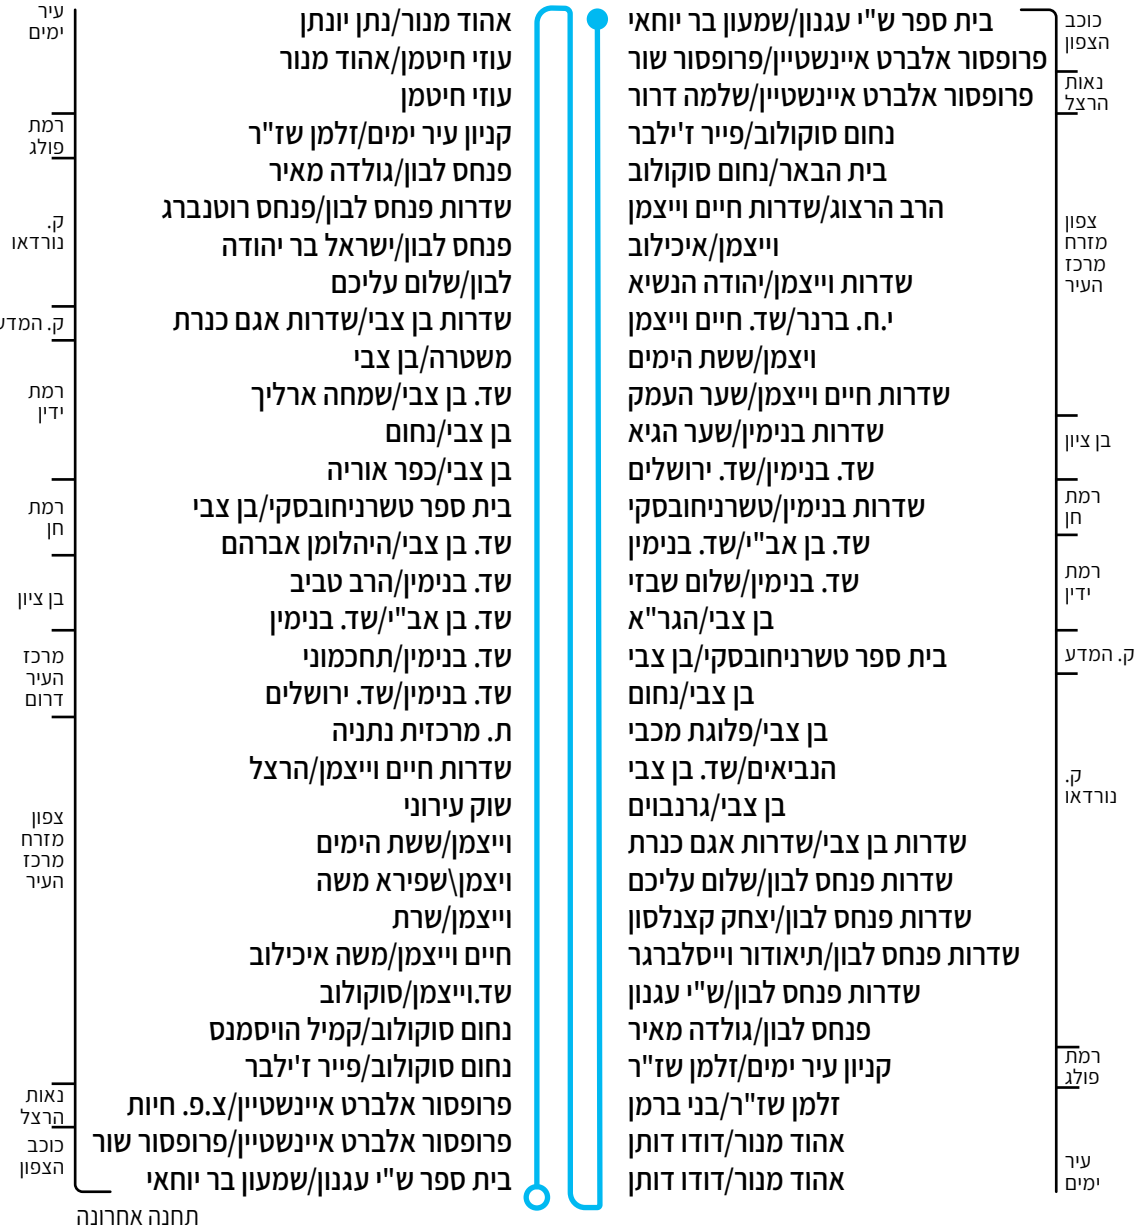 כוכב
הצפון
נאות
הרצל
צפון
מזרח
מרכז
העיר
בן ציון
רמת
חן
רמת
ידין
ק. המדע
ק.
נורדאו
רמת
פולג
עיר
ימים
בית ספר ש"י עגנון/שמעון בר יוחאי
פרופסור אלברט איינשטיין/פרופסור שור
פרופסור אלברט איינשטיין/שלמה דרור
נחום סוקולוב/פייר ז'ילבר
בית הבאר/נחום סוקולוב
הרב הרצוג/שדרות חיים וייצמן
וייצמן/איכילוב
שדרות וייצמן/יהודה הנשיא
י.ח. ברנר/שד. חיים וייצמן
ויצמן/ששת הימים
שדרות חיים וייצמן/שער העמק
שדרות בנימין/שער הגיא
שד. בנימין/שד. ירושלים
שדרות בנימין/טשרניחובסקי
שד. בן אב"י/שד. בנימין
שד. בנימין/שלום שבזי
בן צבי/הגר"א
בית ספר טשרניחובסקי/בן צבי
בן צבי/נחום
בן צבי/פלוגת מכבי
הנביאים/שד. בן צבי
בן צבי/גרנבוים
שדרות בן צבי/שדרות אגם כנרת
שדרות פנחס לבון/שלום עליכם
שדרות פנחס לבון/יצחק קצנלסון
שדרות פנחס לבון/תיאודור וייסלברגר
שדרות פנחס לבון/ש"י עגנון
פנחס לבון/גולדה מאיר
קניון עיר ימים/זלמן שז"ר
זלמן שז"ר/בני ברמן
אהוד מנור/דודו דותן
אהוד מנור/דודו דותן
אהוד מנור/נתן יונתן
עוזי חיטמן/אהוד מנור
עוזי חיטמן
קניון עיר ימים/זלמן שז"ר
פנחס לבון/גולדה מאיר
שדרות פנחס לבון/פנחס רוטנברג
פנחס לבון/ישראל בר יהודה
לבון/שלום עליכם
שדרות בן צבי/שדרות אגם כנרת
משטרה/בן צבי
שד. בן צבי/שמחה ארליך
בן צבי/נחום
בן צבי/כפר אוריה
בית ספר טשרניחובסקי/בן צבי
שד. בן צבי/היהלומן אברהם
שד. בנימין/הרב טביב
שד. בן אב"י/שד. בנימין
שד. בנימין/תחכמוני
שד. בנימין/שד. ירושלים
ת. מרכזית נתניה
שדרות חיים וייצמן/הרצל
שוק עירוני
וייצמן/ששת הימים
ויצמן\שפירא משה
וייצמן/שרת
חיים וייצמן/משה איכילוב
שד.וייצמן/סוקולוב
נחום סוקולוב/קמיל הויסמנס
נחום סוקולוב/פייר ז'ילבר
פרופסור אלברט איינשטיין/צ.פ. חיות
פרופסור אלברט איינשטיין/פרופסור שור
בית ספר ש"י עגנון/שמעון בר יוחאי
עיר
ימים
רמת
פולג
ק.
נורדאו
ק. המדע
רמת
ידין
רמת
חן
בן ציון
מרכז
העיר
דרום
צפון
מזרח
מרכז
העיר
נאות
הרצל
כוכב
הצפון
תחנה אחרונה